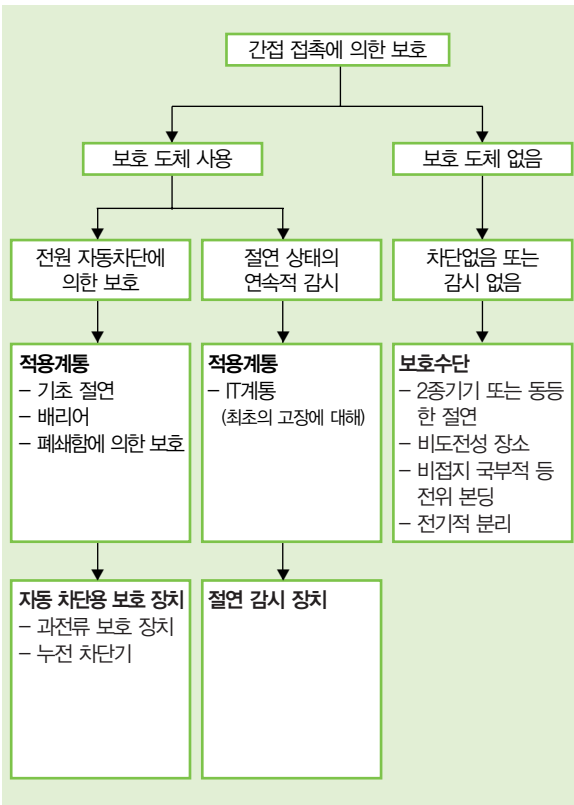 간접 접촉에 의한 보호
보호 도체 사용
보호 도체 없음
전원 자동차단에
의한 보호
절연 상태의
연속적 감시
차단없음 또는
감시 없음
적용계통
– 기초 절연
– 배리어
– 폐쇄함에 의한 보호
적용계통
– IT계통
(최초의 고장에 대해)
보호수단
– 2종기기 또는 동등
한 절연
– 비도전성 장소
– 비접지 국부적 등
전위 본딩
– 전기적 분리
자동 차단용 보호 장치
– 과전류 보호 장치
– 누전 차단기
절연 감시 장치